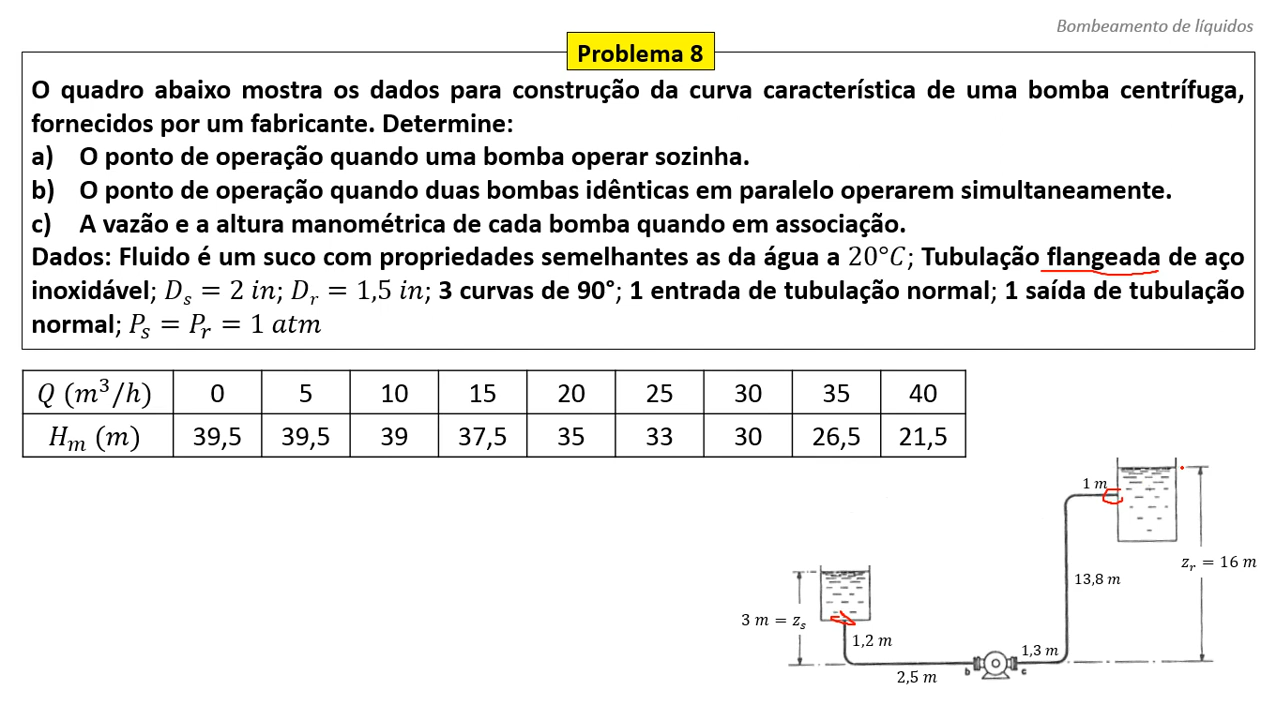 Bombeamento de líquidos
Problema 8
O quadro abaixo mostra os dados para construção da curva característica de uma bomba centrífuga,
fornecidos por um fabricante. Determine:
a) O ponto de operação quando uma bomba operar sozinha.
b) O ponto de operação quando duas bombas idênticas em paralelo operarem simultaneamente.
c) A vazão e a altura manométrica de cada bomba quando em associação.
Dados: Fluido é um suco com propriedades semelhantes as da água a 20°C; Tubulação flangeada de aço
inoxidável; D_s = 2 in; D_r = 1,5 in; 3 curvas de 90°; 1 entrada de tubulação normal; 1 saída de tubulação
normal; P_s = P_r = 1 atm
Q (m³/h) 0 5 10 15 20 25 30 35 40
H_m (m) 39,5 39,5 39 37,5 35 33 30 26,5 21,5
1 m
z_r = 16 m
13,8 m
3 m = z_s
1,2 m
1,3 m
b c
2,5 m